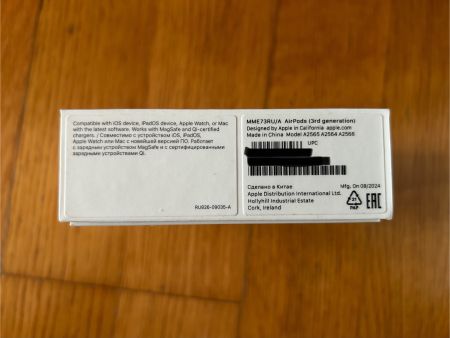 Compatible with iOS device, iPadOS device, Apple Watch, or Mac
with the latest software. Works with MagSafe and Qi-certified
chargers. / Совместимо с устройством iOS, iPadOS,
Apple Watch или Mac с новейшей версией ПО. Работает
с зарядным устройством MagSafe и с сертифицированными
зарядными устройствами Qi.
RU826-09035-A
MME73RU/A AirPods (3rd generation)
Designed by Apple in California apple.com
Made in China Model A2565 A2564 A2566
UPC
Сделано в Китае
Apple Distribution International Ltd.
Hollyhill Industrial Estate
Cork, Ireland
Mfg. On 08/2024
21
PAP
EAC